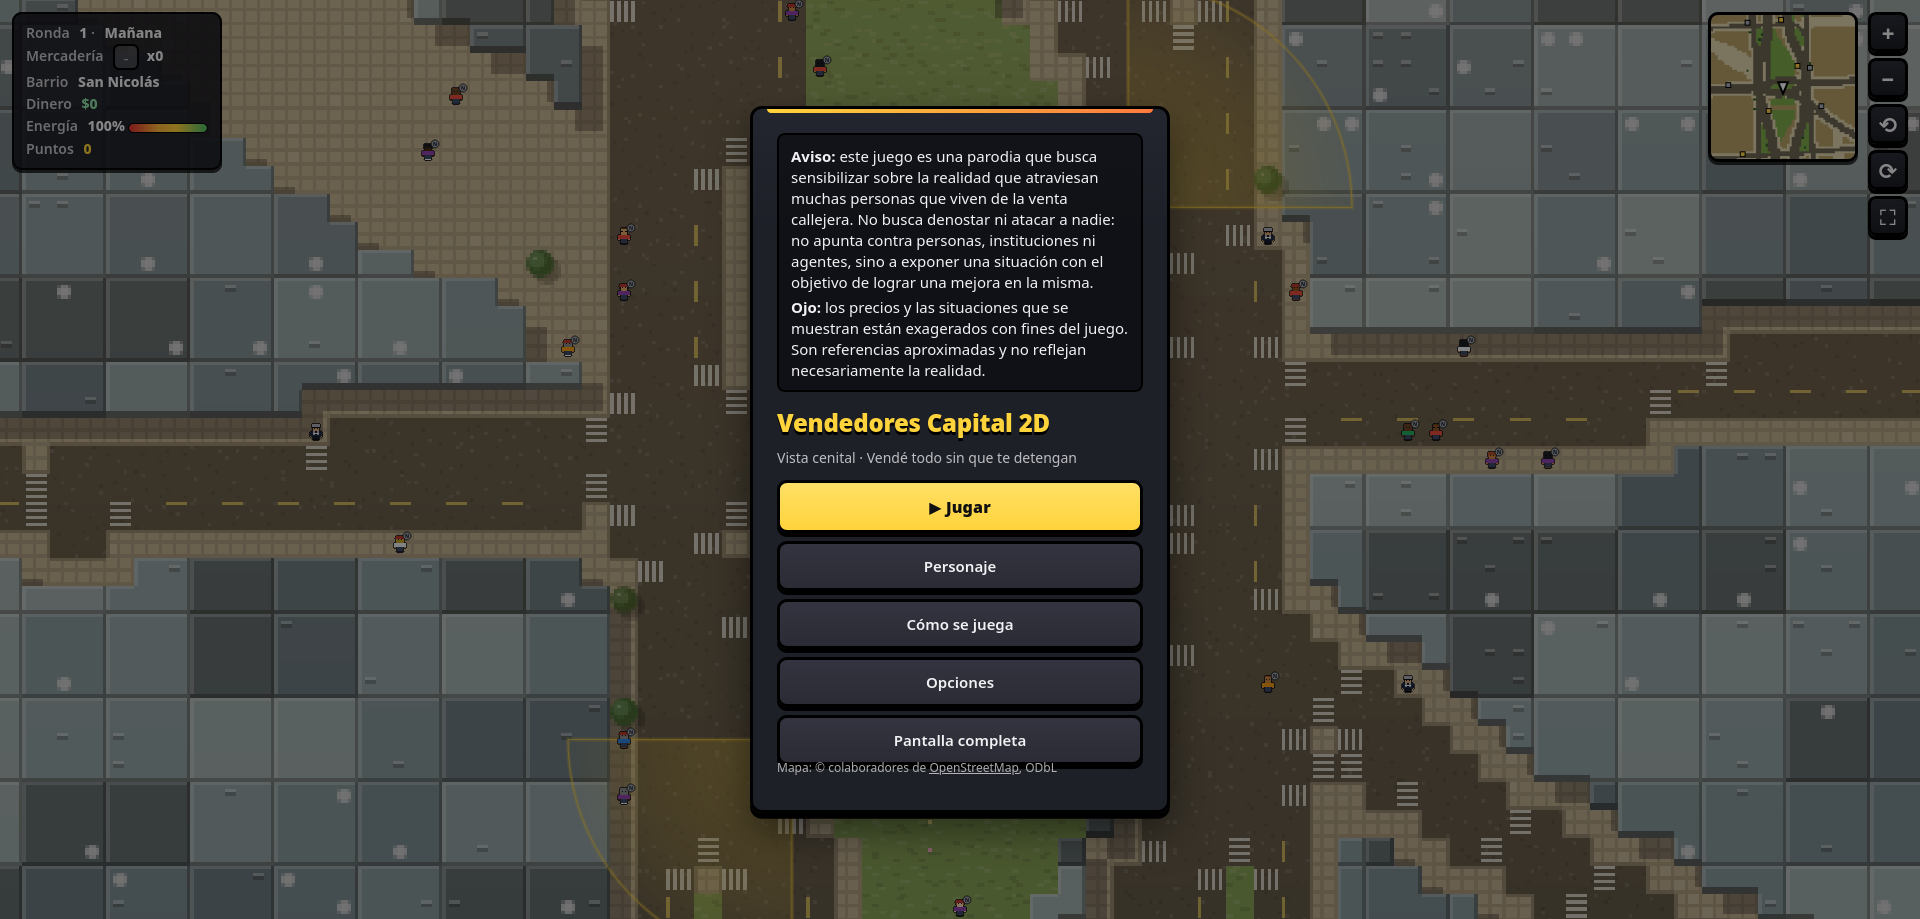 Ronda 1 · Mañana
Mercadería - x0
Barrio San Nicolás
Dinero $0
Energía 100%
Puntos 0
Aviso: este juego es una parodia que busca
sensibilizar sobre la realidad que atraviesan
muchas personas que viven de la venta
callejera. No busca denostar ni atacar a nadie:
no apunta contra personas, instituciones ni
agentes, sino a exponer una situación con el
objetivo de lograr una mejora en la misma.
Ojo: los precios y las situaciones que se
muestran están exagerados con fines del juego.
Son referencias aproximadas y no reflejan
necesariamente la realidad.
Vendedores Capital 2D
Vista cenital · Vendé todo sin que te detengan
▶ Jugar
Personaje
Cómo se juega
Opciones
Pantalla completa
Mapa: © colaboradores de OpenStreetMap, ODbL
+
−
⟲
⟳
⛶